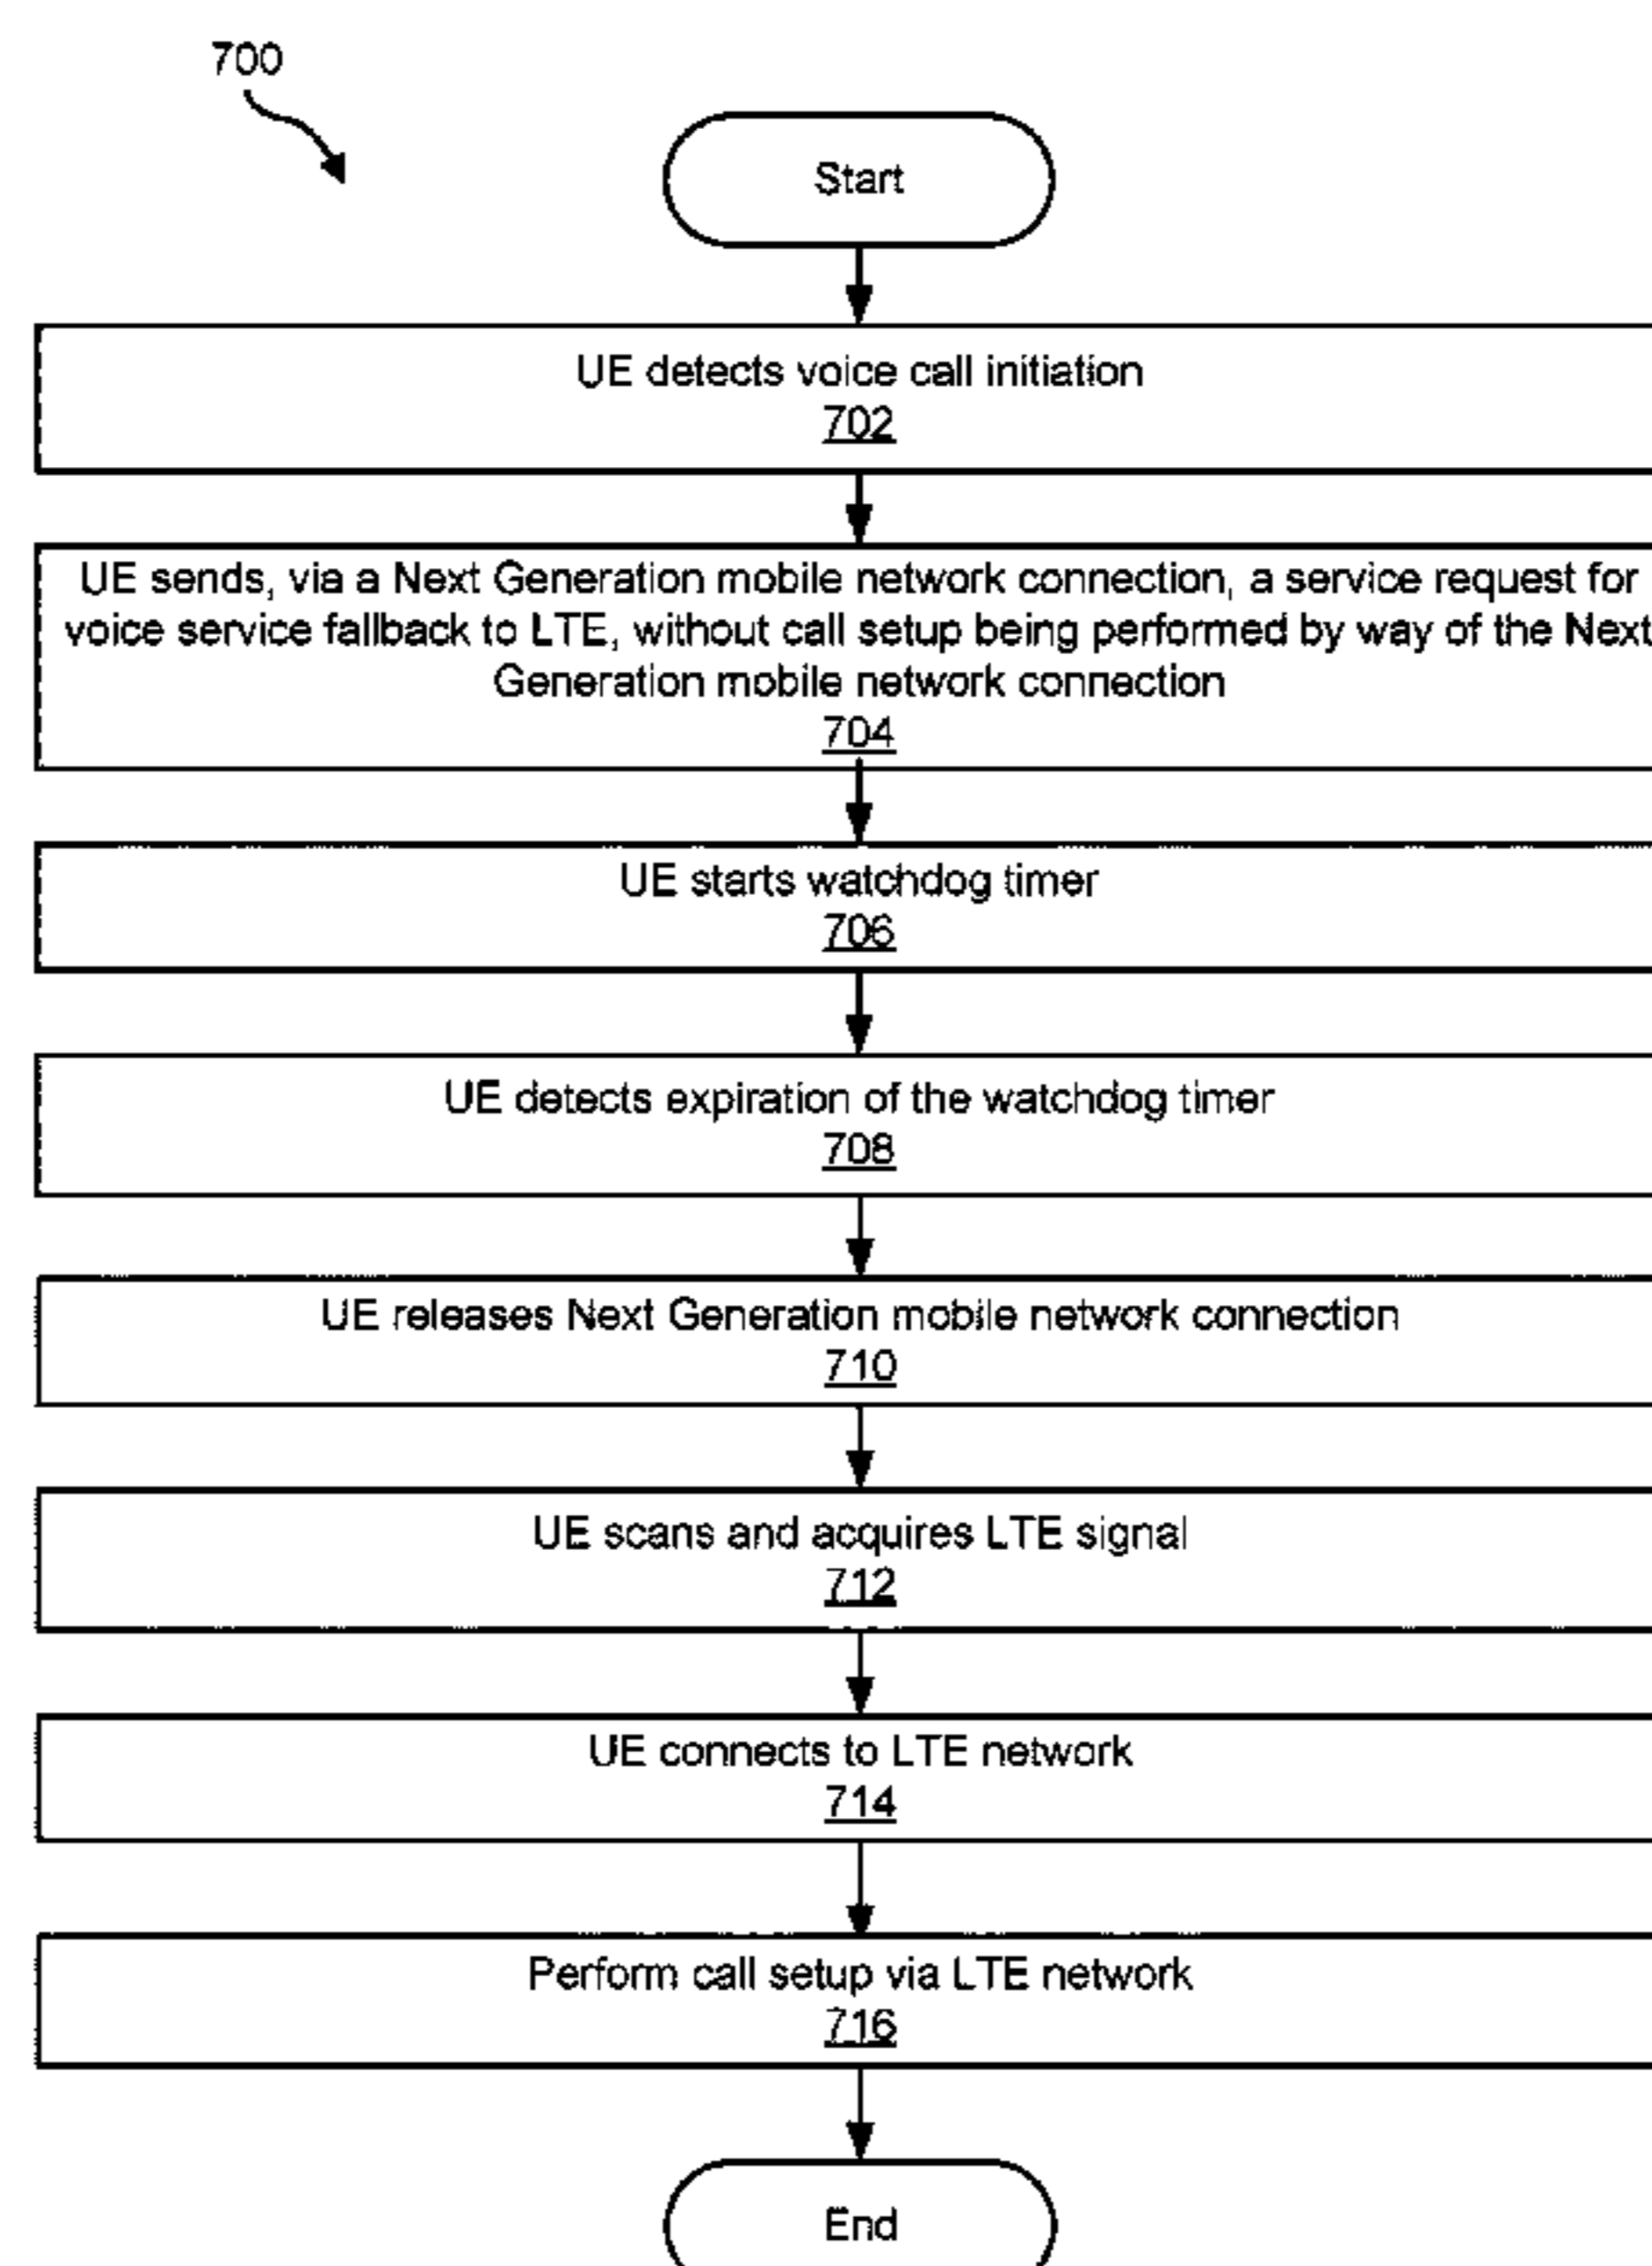 700
Start
UE detects voice call initiation
702
UE sends, via a Next Generation mobile network connection, a service request for
voice service fallback to LTE, without call setup being performed by way of the Next
Generation mobile network connection
704
UE starts watchdog timer
706
UE detects expiration of the watchdog timer
708
UE releases Next Generation mobile network connection
710
UE scans and acquires LTE signal
712
UE connects to LTE network
714
Perform call setup via LTE network
716
End